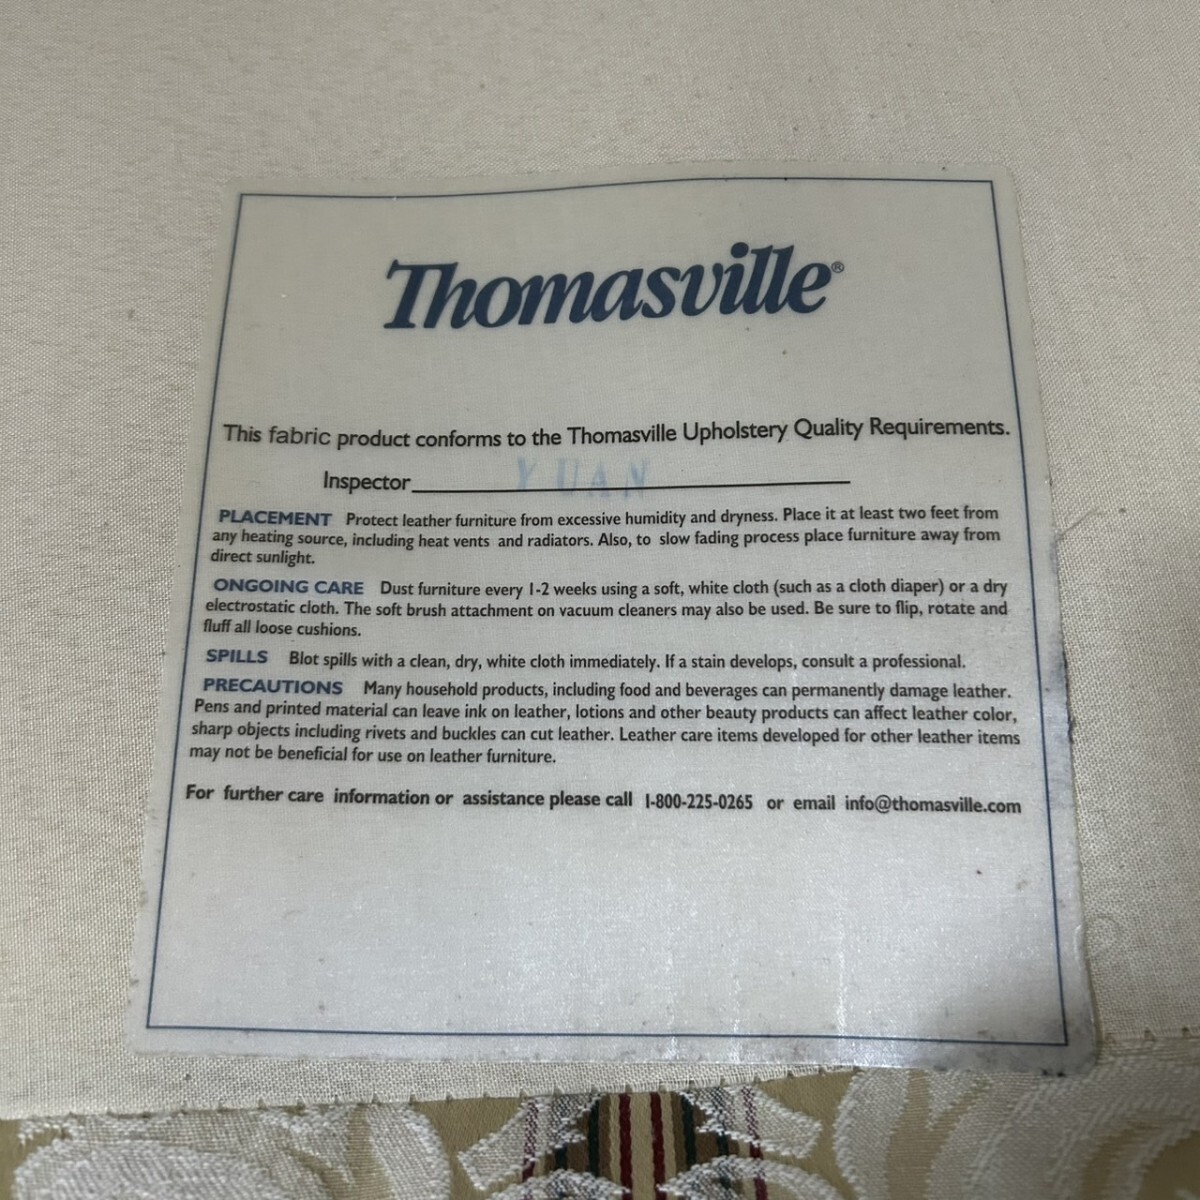 Thomasville®
This fabric product conforms to the Thomasville Upholstery Quality Requirements.
Inspector YUAN
PLACEMENT Protect leather furniture from excessive humidity and dryness. Place it at least two feet from
any heating source, including heat vents and radiators. Also, to slow fading process place furniture away from
direct sunlight.
ONGOING CARE Dust furniture every 1-2 weeks using a soft, white cloth (such as a cloth diaper) or a dry
electrostatic cloth. The soft brush attachment on vacuum cleaners may also be used. Be sure to flip, rotate and
fluff all loose cushions.
SPILLS Blot spills with a clean, dry, white cloth immediately. If a stain develops, consult a professional.
PRECAUTIONS Many household products, including food and beverages can permanently damage leather.
Pens and printed material can leave ink on leather, lotions and other beauty products can affect leather color,
sharp objects including rivets and buckles can cut leather. Leather care items developed for other leather items
may not be beneficial for use on leather furniture.
For further care information or assistance please call 1-800-225-0265 or email info@thomasville.com